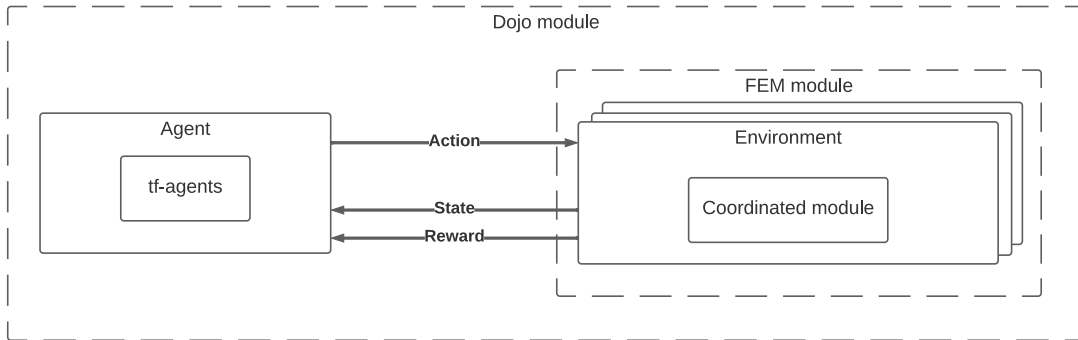 Dojo module
FEM module
Agent
Action
Environment
tf-agents
State
Coordinated module
Reward